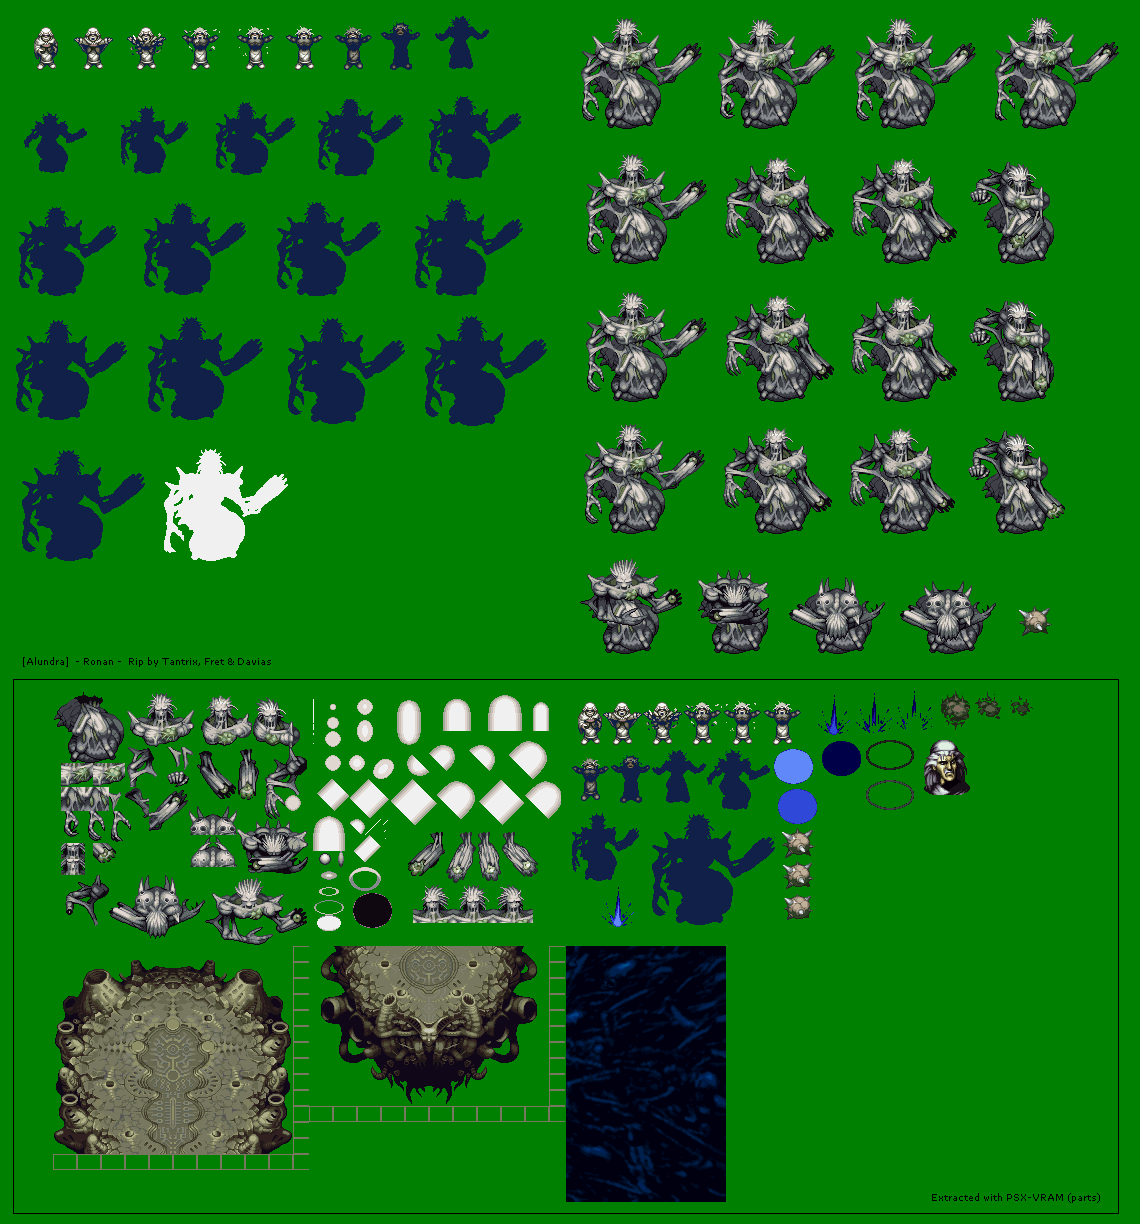 [Alundra] - Ronan - Rip by Tantrix, Fret & Davias
Extracted with PSX-VRAM (parts)